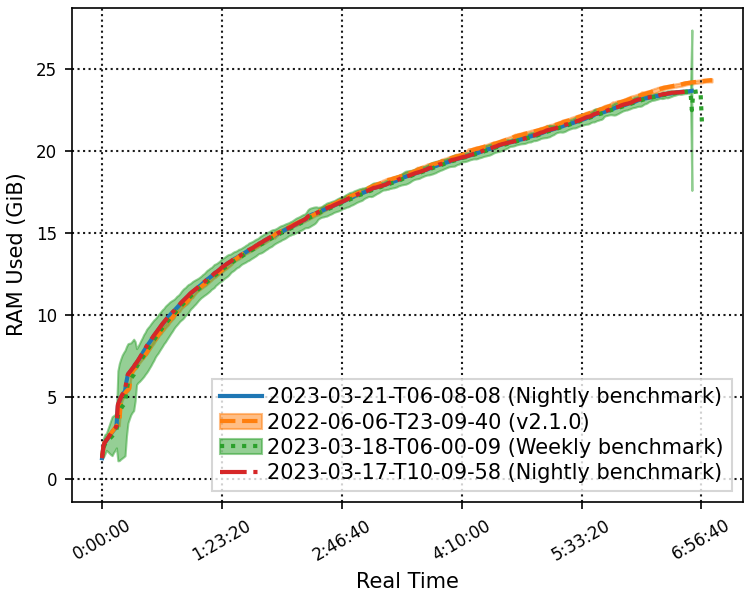 RAM Used (GiB)
25
20
15
10
5
0
2023-03-21-T06-08-08 (Nightly benchmark)
2022-06-06-T23-09-40 (v2.1.0)
2023-03-18-T06-00-09 (Weekly benchmark)
2023-03-17-T10-09-58 (Nightly benchmark)
0:00:00
1:23:20
2:46:40
4:10:00
5:33:20
6:56:40
Real Time